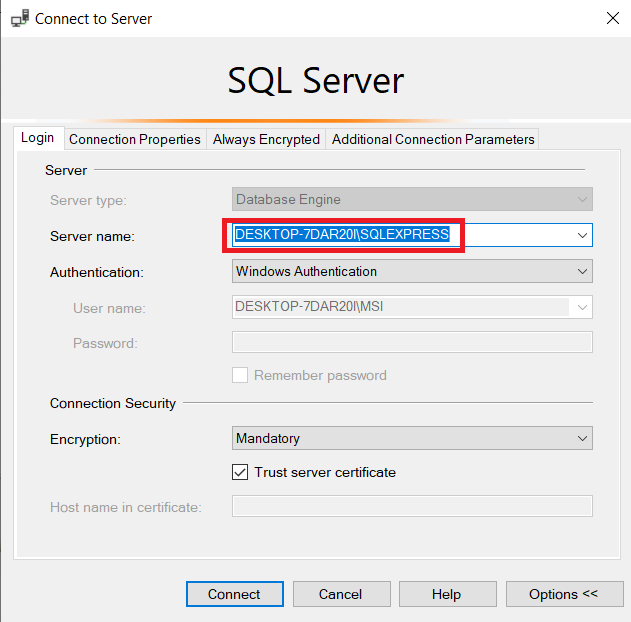 Connect to Server
SQL Server
Login Connection Properties Always Encrypted Additional Connection Parameters
Server
Server type: Database Engine
Server name: DESKTOP-7DAR20I\SQLEXPRESS
Authentication: Windows Authentication
User name: DESKTOP-7DAR20I\MSI
Password:
Remember password
Connection Security
Encryption: Mandatory
Trust server certificate
Host name in certificate:
Connect Cancel Help Options <<